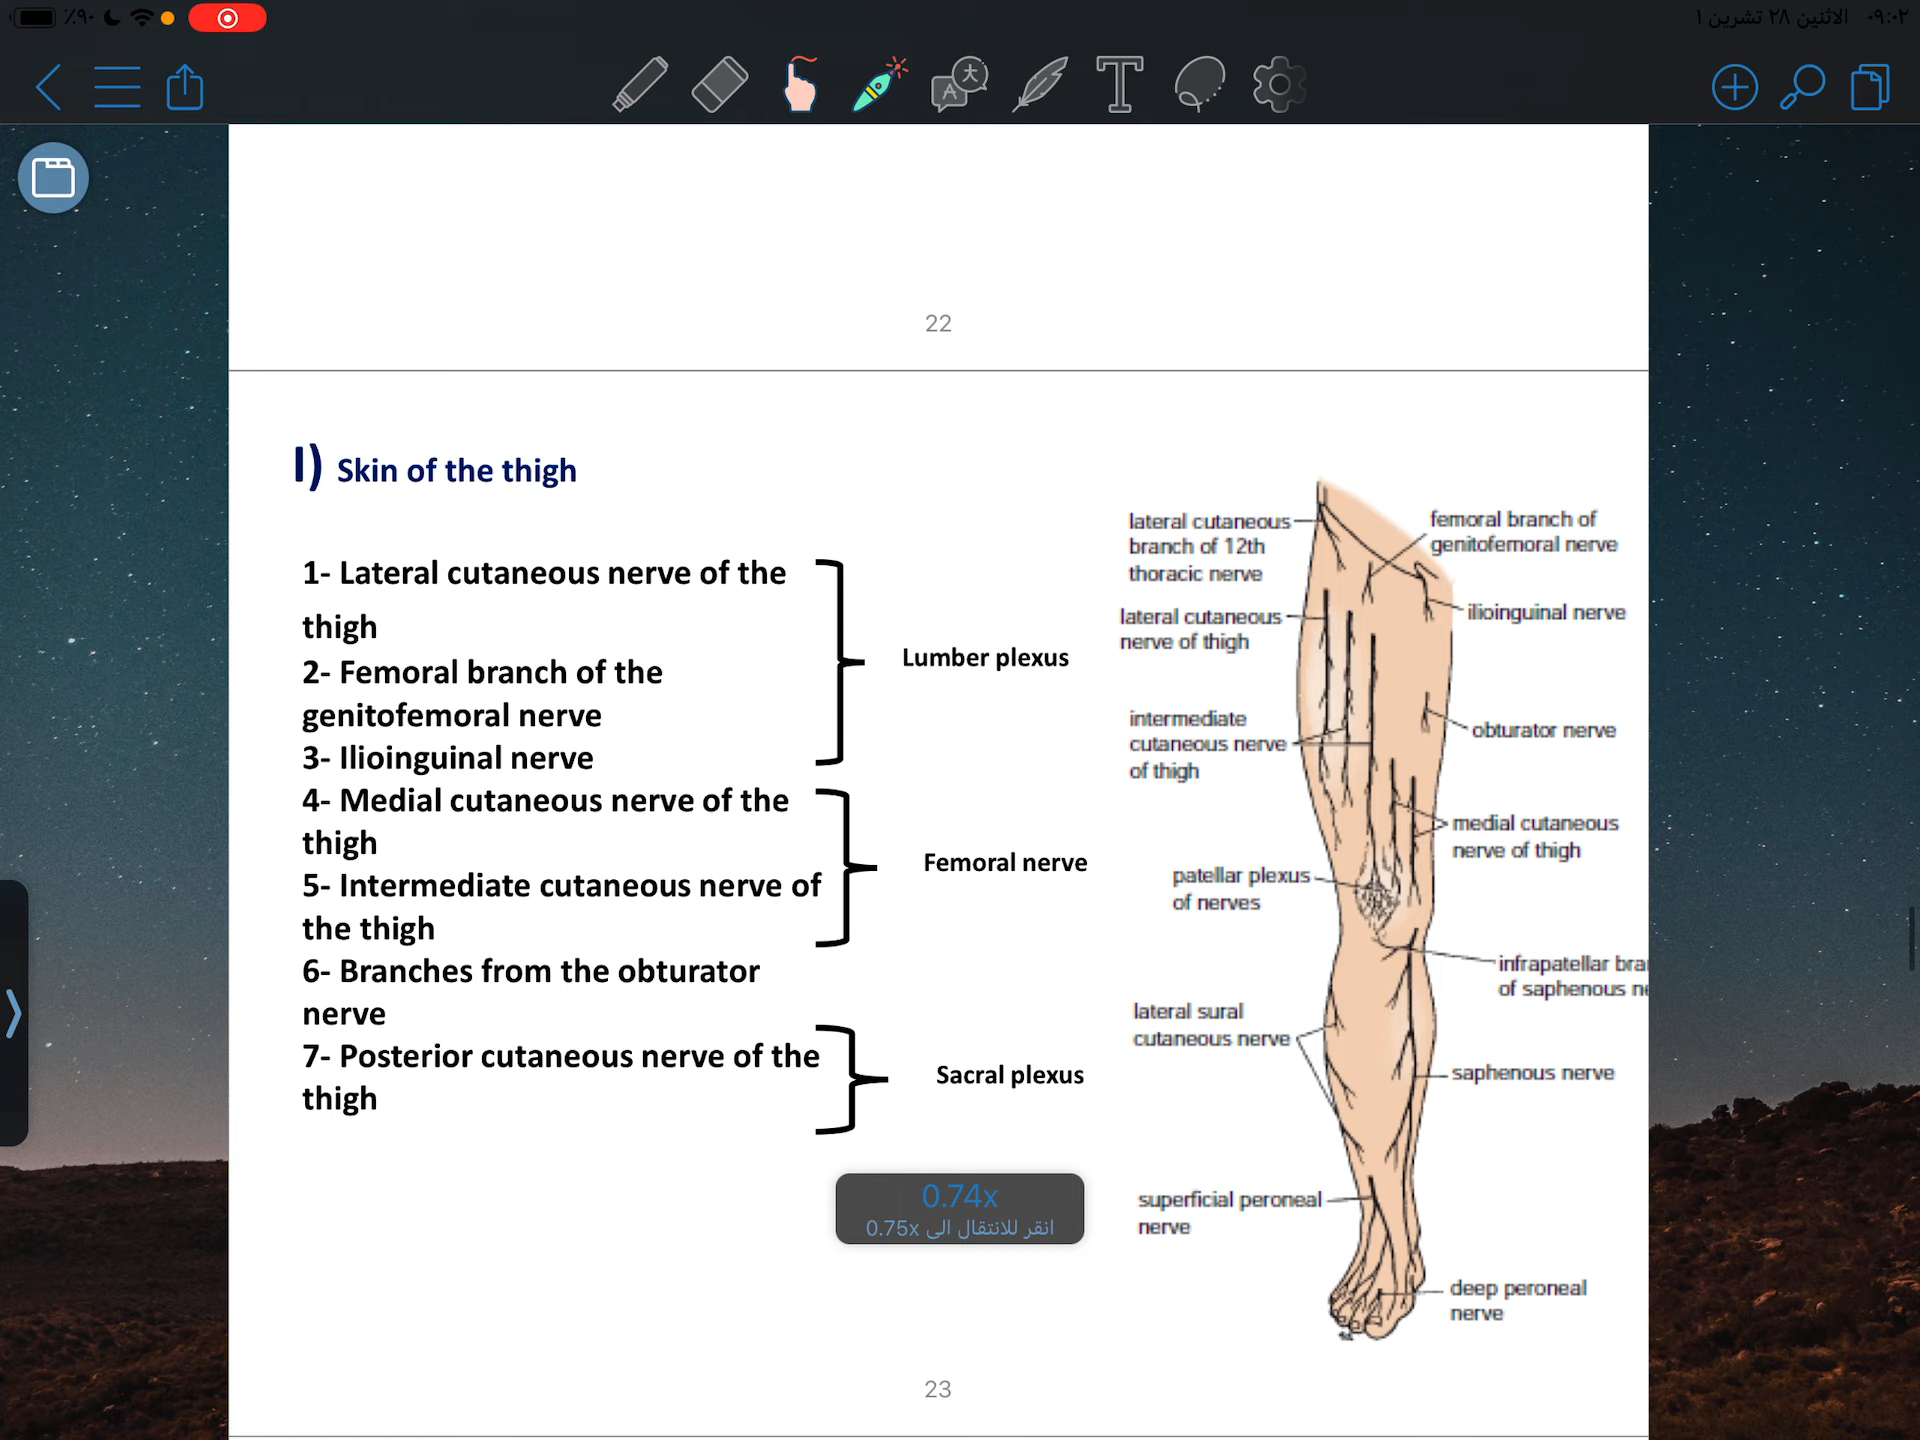 ٪٩٠
٠٩:٠٢ الاثنين ٢٨ تشرين ١
22
I) Skin of the thigh
1- Lateral cutaneous nerve of the
thigh
2- Femoral branch of the
genitofemoral nerve
3- Ilioinguinal nerve
4- Medial cutaneous nerve of the
thigh
5- Intermediate cutaneous nerve of
the thigh
6- Branches from the obturator
nerve
7- Posterior cutaneous nerve of the
thigh
Lumber plexus
Femoral nerve
Sacral plexus
lateral cutaneous
branch of 12th
thoracic nerve
femoral branch of
genitofemoral nerve
lateral cutaneous
nerve of thigh
ilioinguinal nerve
intermediate
cutaneous nerve
of thigh
obturator nerve
medial cutaneous
nerve of thigh
patellar plexus
of nerves
infrapatellar bra
of saphenous ne
lateral sural
cutaneous nerve
saphenous nerve
superficial peroneal
nerve
deep peroneal
nerve
0.74x
انقر للانتقال الى 0.75x
23